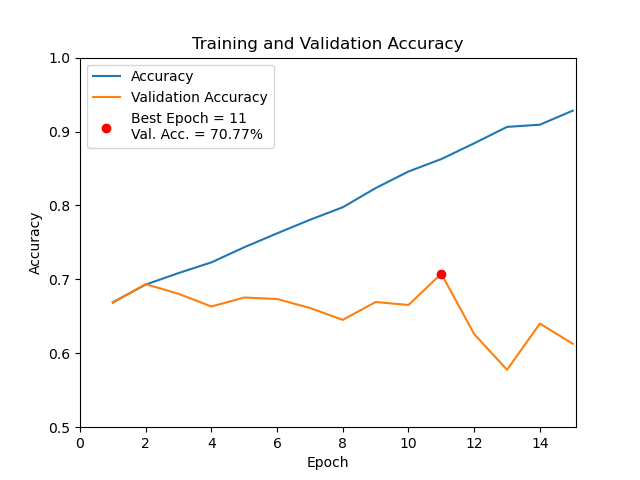 Training and Validation Accuracy
Accuracy
Validation Accuracy
Best Epoch = 11
Val. Acc. = 70.77%
Accuracy
1.0
0.9
0.8
0.7
0.6
0.5
0 2 4 6 8 10 12 14
Epoch